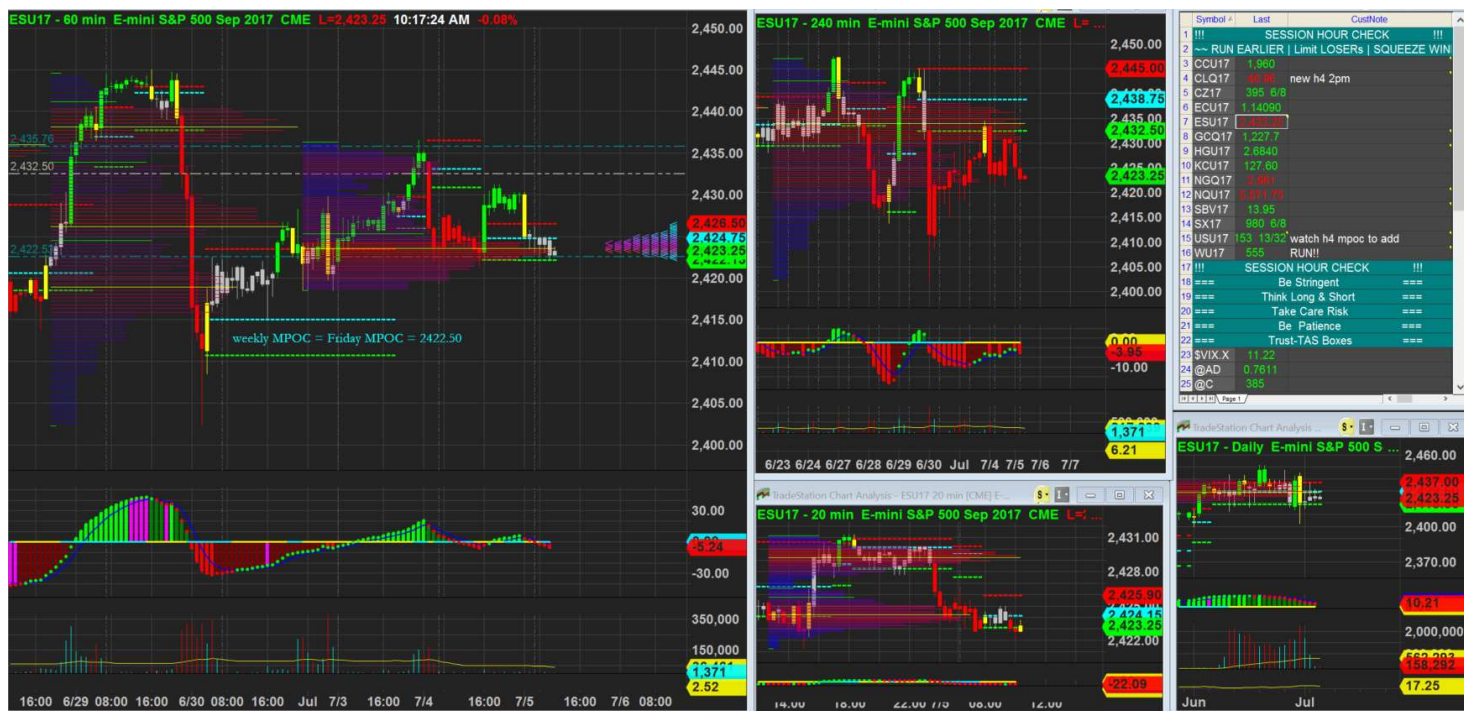 ESU17 - 60 min E-mini S&P 500 Sep 2017 CME L=2,423.25 10:17:24 AM -0.08%
2,450.00
2,445.00
2,440.00
2,435.00
2,430.00
2,426.50
2,424.75
2,423.25
2,420.00
2,415.00
2,410.00
2,405.00
2,400.00
2,435.76
2,432.50
2,422.57
weekly MPOC = Friday MPOC = 2422.50
30.00
-5.24
-30.00
350,000
150,000
1,371
2.52
16:00 6/29 08:00 16:00 6/30 08:00 16:00 Jul 7/3 16:00 7/4 16:00 7/5 16:00 7/6 08:00
ESU17 - 240 min E-mini S&P 500 Sep 2017 CME L= ...
2,450.00
2,445.00
2,438.75
2,435.00
2,432.50
2,430.00
2,425.00
2,423.25
2,420.00
2,415.00
2,410.00
2,405.00
2,400.00
0.00
-3.95
-10.00
1,371
6.21
6/23 6/24 6/27 6/28 6/29 6/30 Jul 7/4 7/5 7/6 7/7
TradeStation Chart Analysis - ESU17 20 min [CME] E-...
ESU17 - 20 min E-mini S&P 500 Sep 2017 CME L=: ...
2,431.00
2,428.00
2,425.90
2,424.15
2,423.25
2,422.00
-22.09
14:00 18:00 22:00 7/5 08:00 12:00
Symbol Last CustNote
1 !!! SESSION HOUR CHECK !!!
2 ~~ RUN EARLIER | Limit LOSERs | SQUEEZE WIN
3 CCU17 1,960
4 CLQ17 new h4 2pm
5 CZ17 395 6/8
6 ECU17 1.14090
7 ESU17
8 GCQ17 1,227.7
9 HGU17 2.6840
10 KCU17 127.60
11 NGQ17
12 NQU17
13 SBV17 13.95
14 SX17 980 6/8
15 USU17 153 13/32 watch h4 mpoc to add
16 WU17 555 RUN!!
17 !!! SESSION HOUR CHECK !!!
18 === Be Stringent ===
19 === Think Long & Short ===
20 === Take Care Risk ===
21 === Be Patience ===
22 === Trust-TAS Boxes ===
23 $VIX.X 11.22
24 @AD 0.7611
25 @C 385
Page 1
TradeStation Chart Analysis ...
ESU17 - Daily E-mini S&P 500 S ...
2,460.00
2,437.00
2,423.25
2,400.00
2,370.00
10.21
2,000,000
158,292
17.25
Jun Jul